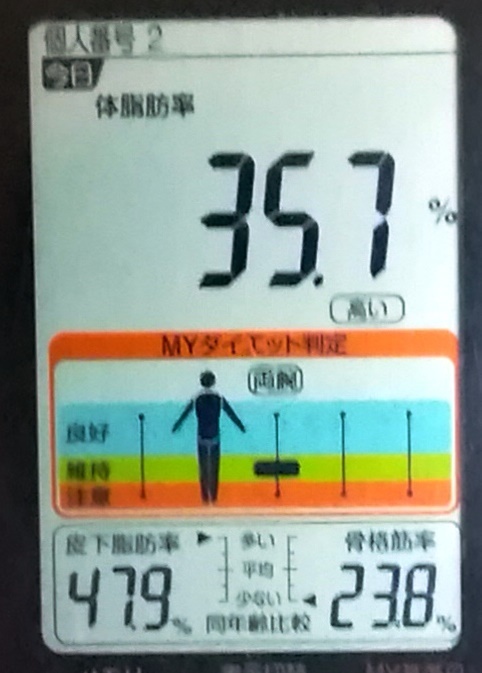 個人番号 2
今日
体脂肪率
35.7 %
高い
MYダイエット判定
両腕
良好
維持
注意
皮下脂肪率 多い 骨格筋率
平均
47.9 % 少ない 23.8 %
同年齢比較